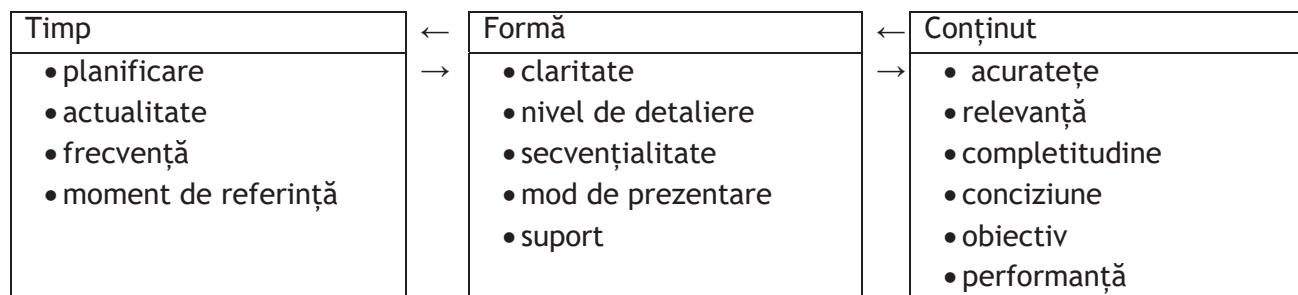 Timp ← Formă ← Conținut
• planificare → • claritate → • acuratețe
• actualitate • nivel de detaliere • relevanță
• frecvență • secvențialitate • completitudine
• moment de referință • mod de prezentare • conciziune
• suport • obiectiv
• performanță